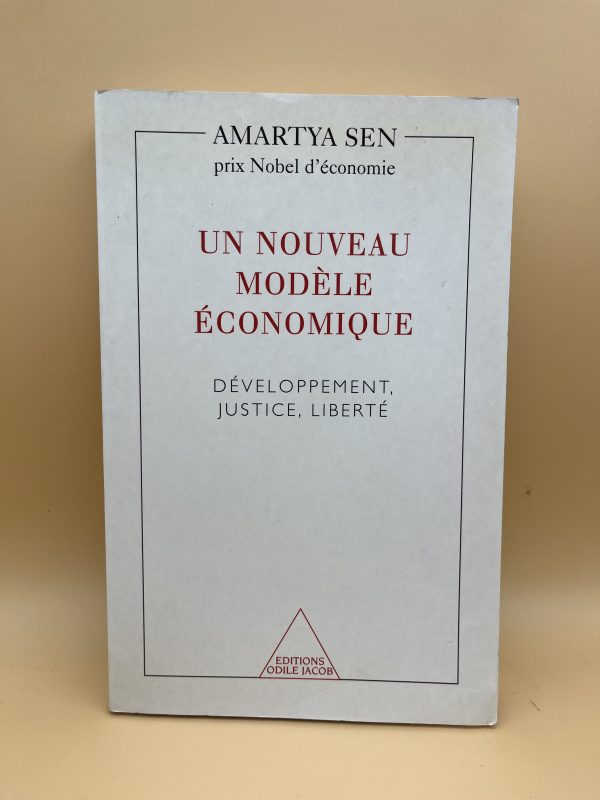 AMARTYA SEN
prix Nobel d'économie
UN NOUVEAU
MODÈLE
ÉCONOMIQUE
DÉVELOPPEMENT,
JUSTICE, LIBERTÉ
EDITIONS
ODILE JACOB